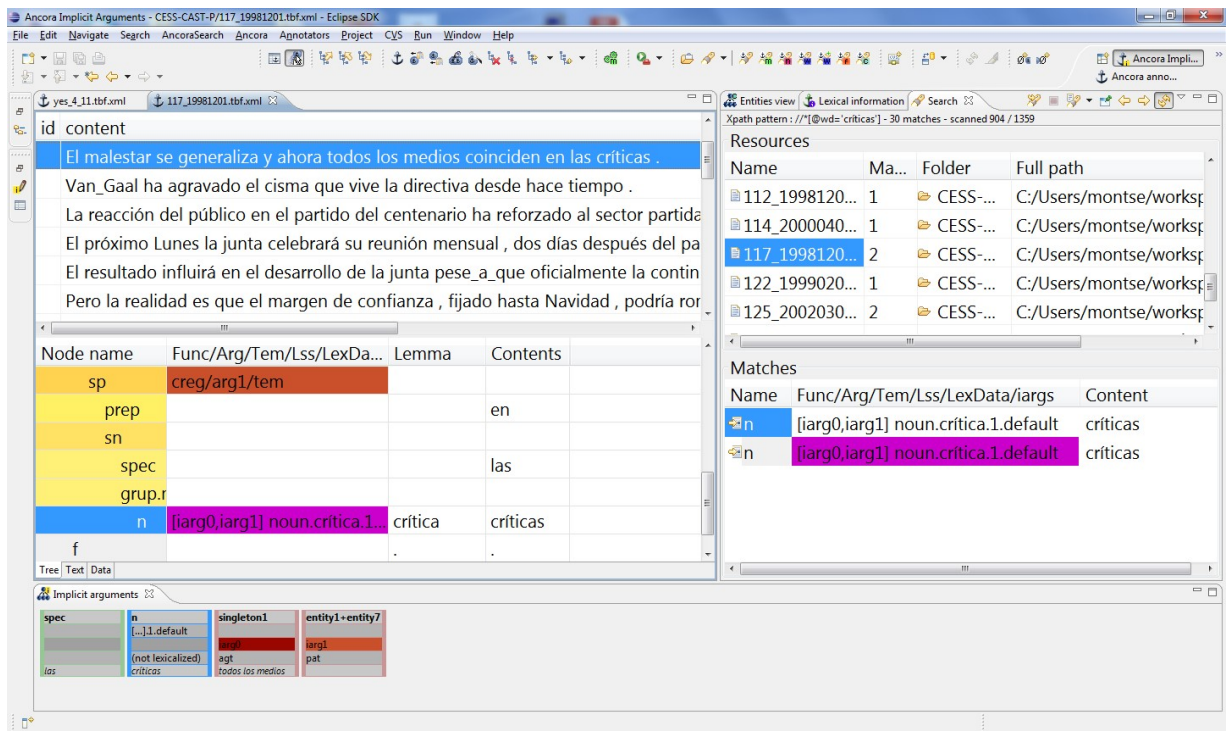 Ancora Implicit Arguments - CESS-CAST-P/117_19981201.tbf.xml - Eclipse SDK
File Edit Navigate Search AncoraSearch Ancora Annotators Project CVS Run Window Help
Ancora Impli...
Ancora anno...
yes_4_11.tbf.xml 117_19981201.tbf.xml
id content
El malestar se generaliza y ahora todos los medios coinciden en las críticas .
Van_Gaal ha agravado el cisma que vive la directiva desde hace tiempo .
La reacción del público en el partido del centenario ha reforzado al sector partida
El próximo Lunes la junta celebrará su reunión mensual , dos días después del pa
El resultado influirá en el desarrollo de la junta pese_a_que oficialmente la contin
Pero la realidad es que el margen de confianza , fijado hasta Navidad , podría ror
Node name Func/Arg/Tem/Lss/LexDa... Lemma Contents
sp creg/arg1/tem
prep en
sn
spec las
grup.r
n [iarg0,iarg1] noun.crítica.1... crítica críticas
f . .
Tree Text Data
Entities view Lexical information Search
Xpath pattern : //*[@wd='críticas'] - 30 matches - scanned 904 / 1359
Resources
Name Ma... Folder Full path
112_1998120... 1 CESS-... C:/Users/montse/worksp
114_2000040... 1 CESS-... C:/Users/montse/worksp
117_1998120... 2 CESS-... C:/Users/montse/worksp
122_1999020... 1 CESS-... C:/Users/montse/worksp
125_2002030... 2 CESS-... C:/Users/montse/worksp
Matches
Name Func/Arg/Tem/Lss/LexData/iargs Content
n [iarg0,iarg1] noun.crítica.1.default críticas
n [iarg0,iarg1] noun.crítica.1.default críticas
Implicit arguments
spec n singleton1 entity1+entity7
[...].1.default
iarg0 iarg1
(not lexicalized) agt pat
las críticas todos los medios